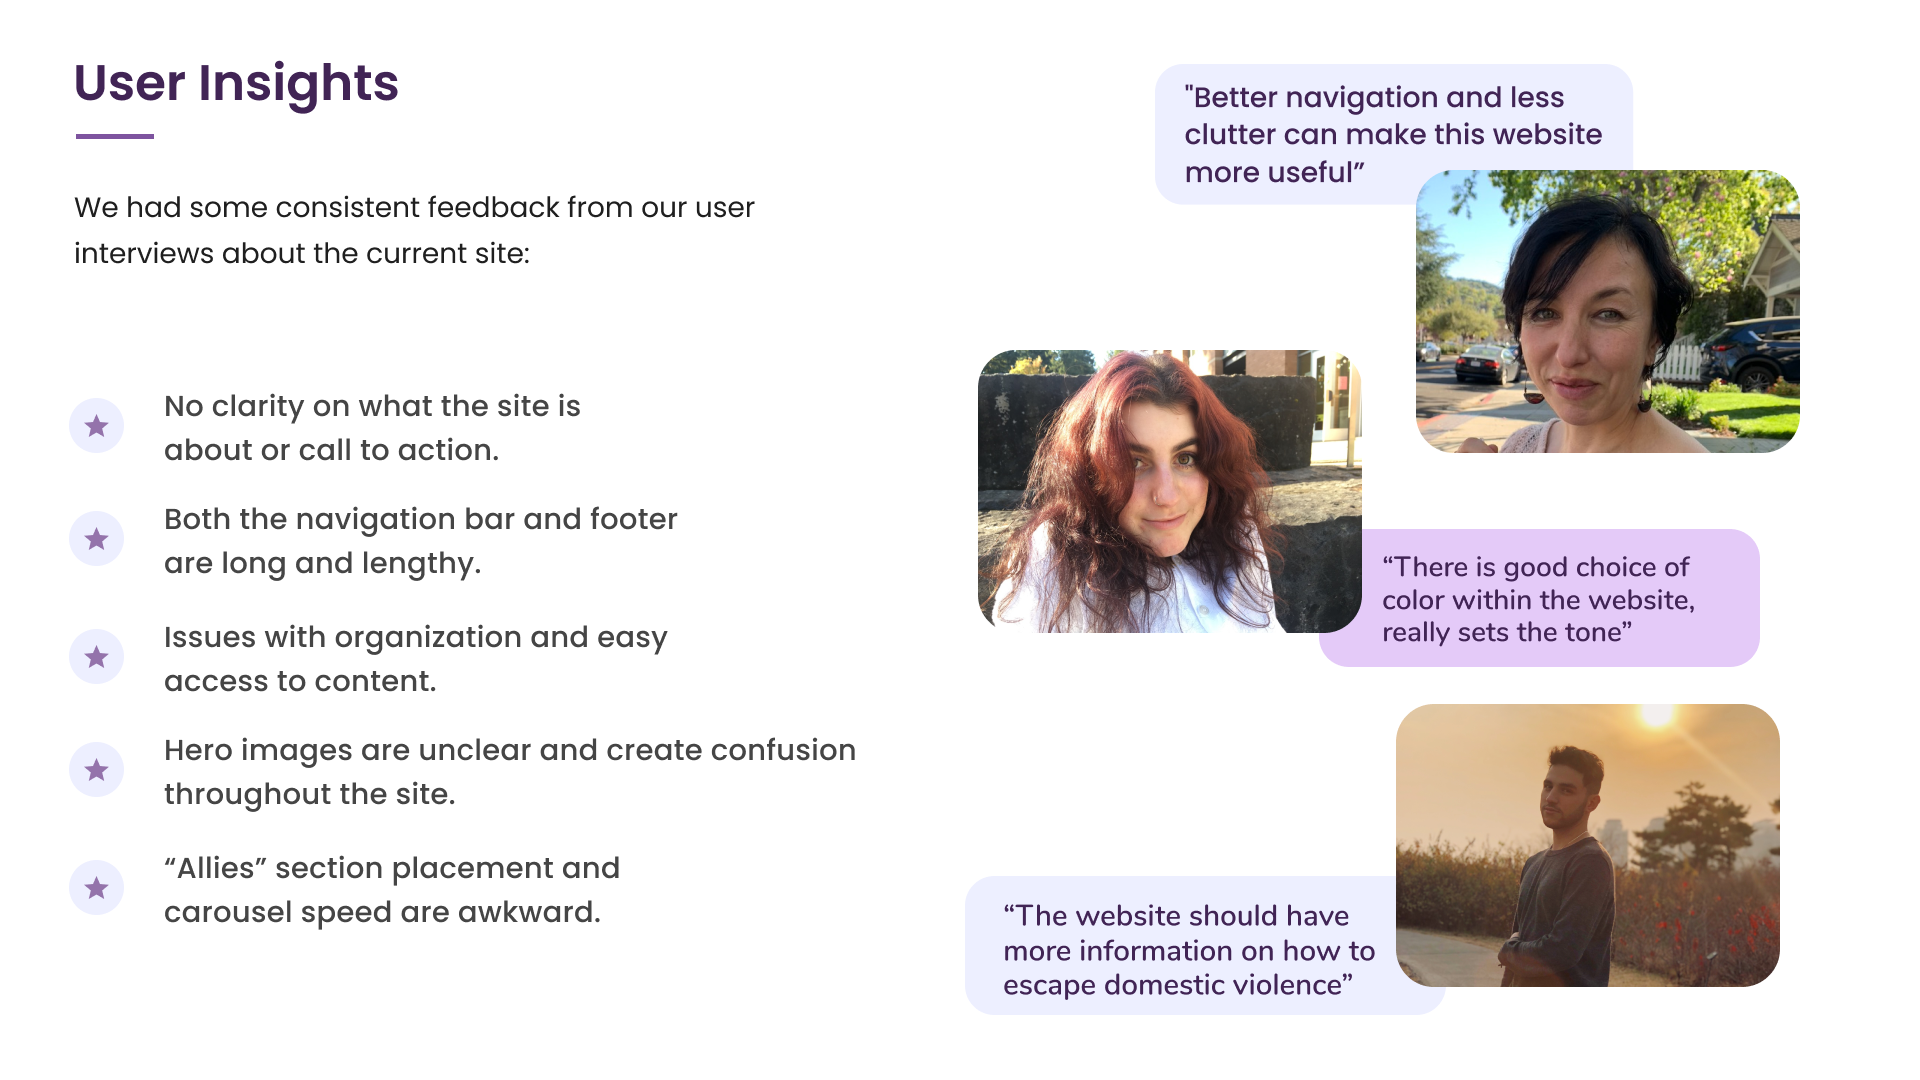 User Insights
We had some consistent feedback from our user
interviews about the current site:
No clarity on what the site is
about or call to action.
Both the navigation bar and footer
are long and lengthy.
Issues with organization and easy
access to content.
Hero images are unclear and create confusion
throughout the site.
“Allies” section placement and
carousel speed are awkward.
"Better navigation and less
clutter can make this website
more useful”
“There is good choice of
color within the website,
really sets the tone”
“The website should have
more information on how to
escape domestic violence”